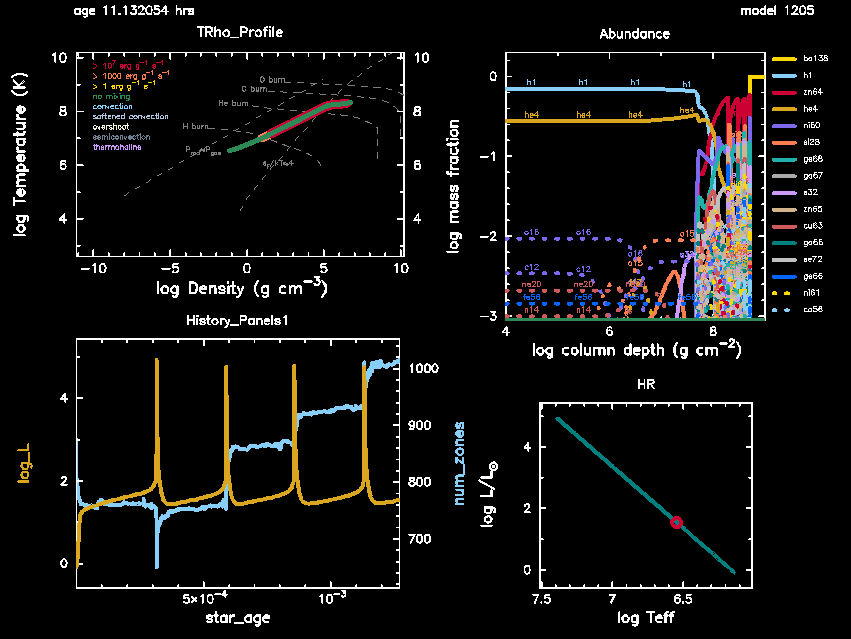 age 11.132054 hrs
model 1205
TRho_Profile
> 10⁷ erg g⁻¹ s⁻¹
> 1000 erg g⁻¹ s⁻¹
> 1 erg g⁻¹ s⁻¹
no mixing
convection
softened convection
overshoot
semiconvection
thermohaline
O burn
C burn
He burn
H burn
10
8
6
4
10
8
6
4
−10
−5
0
5
10
log Temperature (K)
log Density (g cm⁻³)
Abundance
h1
h1
h1
h1
he4
he4
he4
he4
o16
o16
c12
c12
ne20
ne20
fe56
fe56
n14
n14
0
−1
−2
−3
4
6
8
log mass fraction
log column depth (g cm⁻²)
ba138
h1
zn64
he4
ni60
si28
ge68
ga67
s32
zn65
cu63
se72
ge66
ni61
co56
History_Panels1
4
2
0
1000
900
800
700
5×10⁻⁴
10⁻³
log_L
num_zones
star_age
HR
4
2
0
7.5
7
6.5
log L/L☉
log Teff